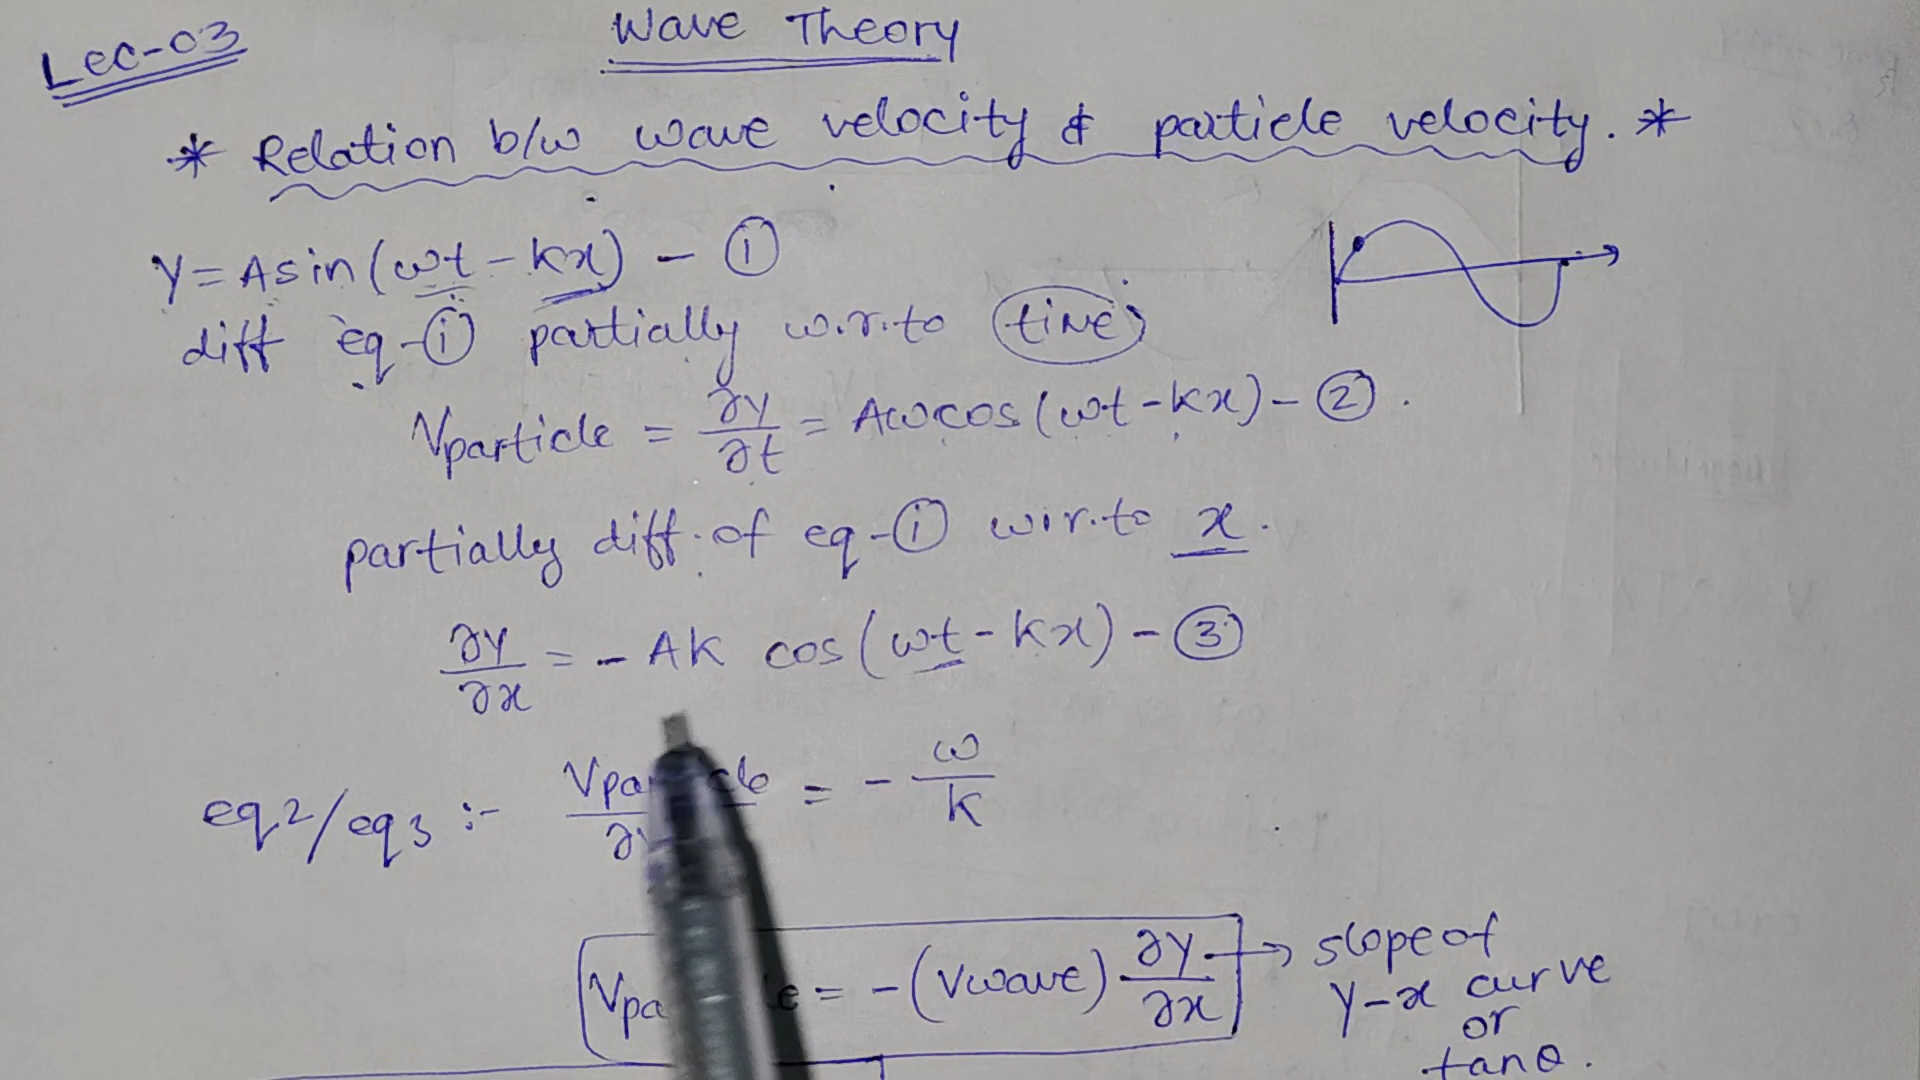 Lec-03
Wave Theory
* Relation b/w wave velocity & particle velocity. *
y = A sin(ωt - kx) - ①
diff eq-① partially w.r.to time
Vparticle = ∂y/∂t = Aω cos(ωt - kx) - ② .
partially diff. of eq-① w.r.to x.
∂y/∂x = - AK cos(ωt - kx) - ③
eq2/eq3 :- = - ω/k
= - (Vwave) ∂y/∂x → slope of
y-x curve
or
tanθ.